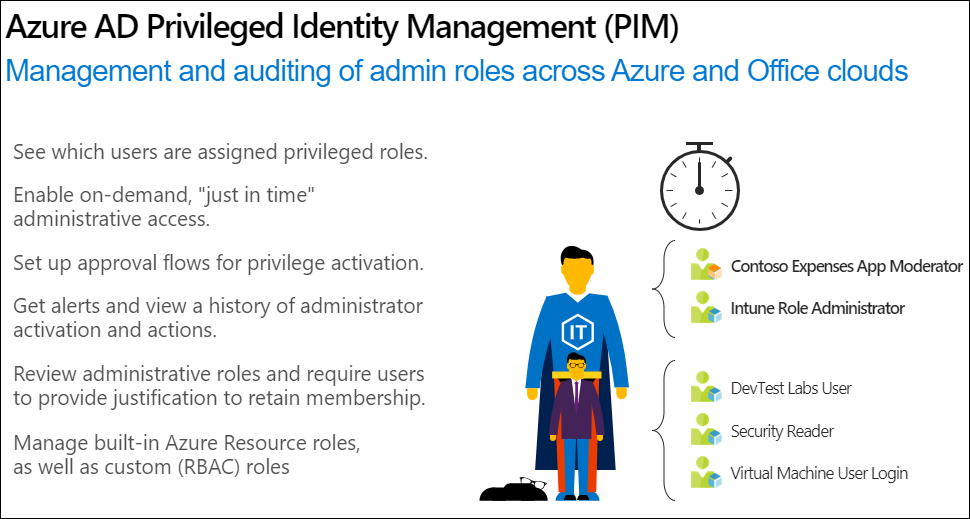 Azure AD Privileged Identity Management (PIM)
Management and auditing of admin roles across Azure and Office clouds
See which users are assigned privileged roles.
Enable on-demand, "just in time"
administrative access.
Set up approval flows for privilege activation.
Get alerts and view a history of administrator
activation and actions.
Review administrative roles and require users
to provide justification to retain membership.
Manage built-in Azure Resource roles,
as well as custom (RBAC) roles
IT
Contoso Expenses App Moderator
Intune Role Administrator
DevTest Labs User
Security Reader
Virtual Machine User Login